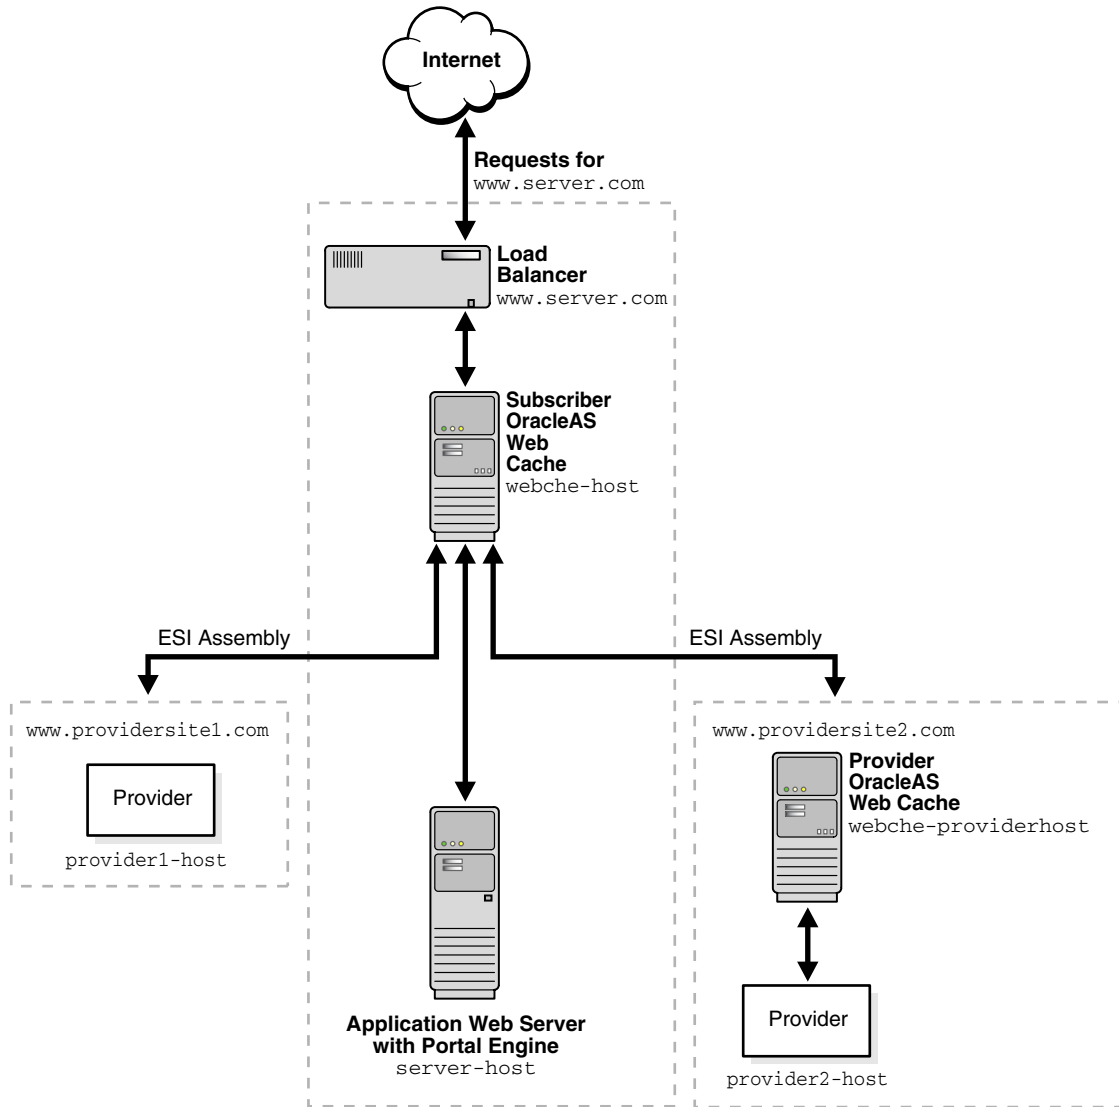 Internet
Requests for
www.server.com
Load
Balancer
www.server.com
Subscriber
OracleAS
Web
Cache
webche-host
ESI Assembly
ESI Assembly
www.providersite1.com
Provider
provider1-host
www.providersite2.com
Provider
OracleAS
Web Cache
webche-providerhost
Provider
provider2-host
Application Web Server
with Portal Engine
server-host